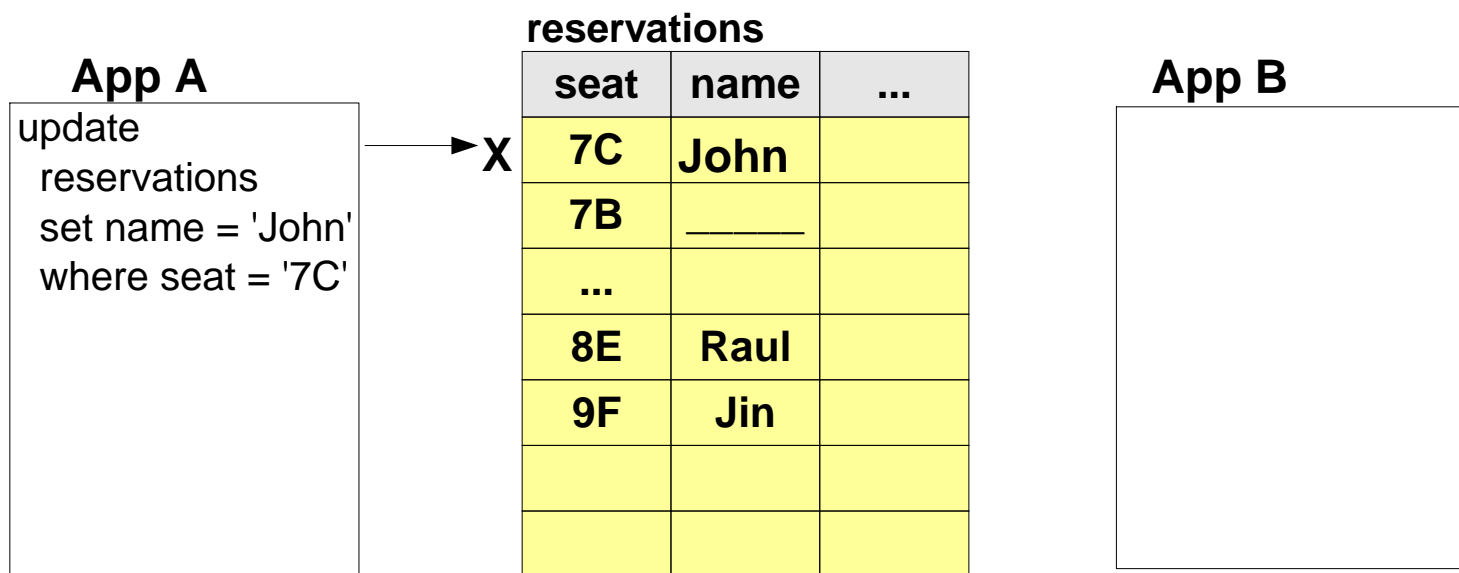 reservations
App A
update
reservations
set name = 'John'
where seat = '7C'
X
seat name ...
7C John
7B _____
...
8E Raul
9F Jin
App B